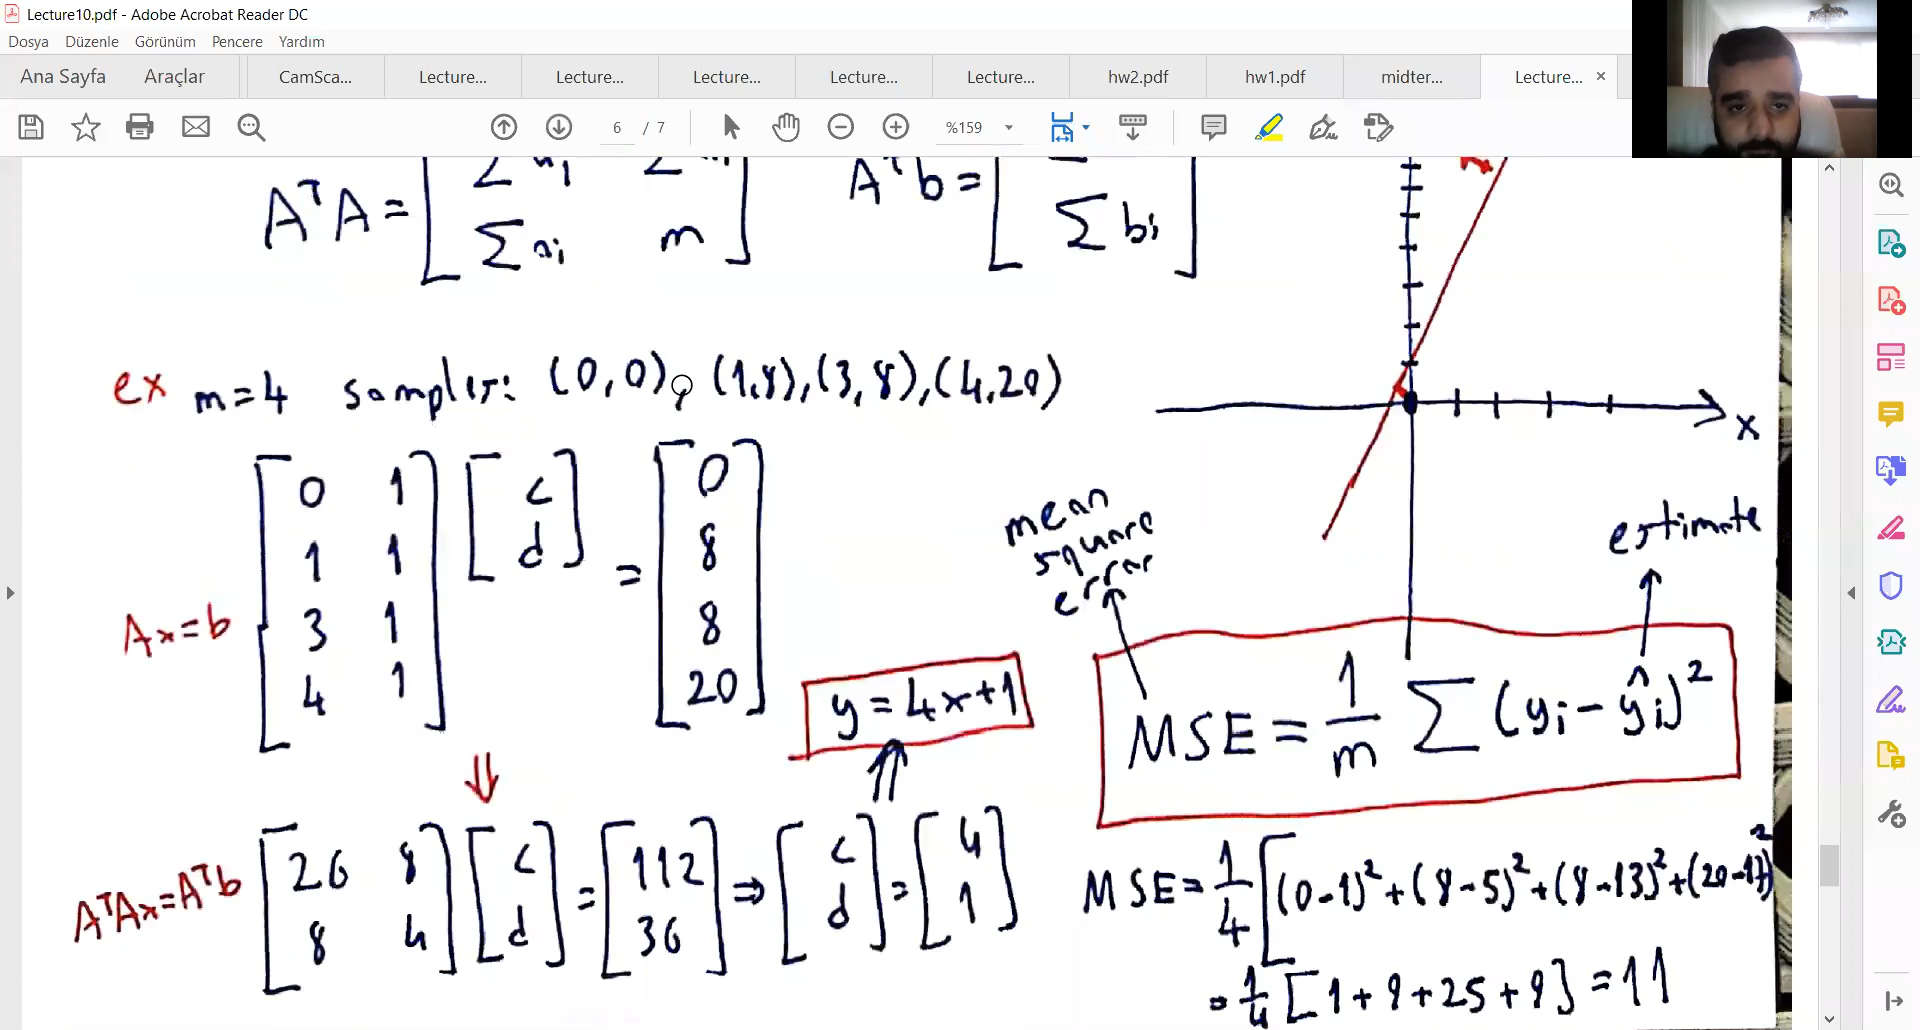 Lecture10.pdf - Adobe Acrobat Reader DC
Dosya Düzenle Görünüm Pencere Yardım
Ana Sayfa Araçlar CamSca... Lecture... Lecture... Lecture... Lecture... Lecture... hw2.pdf hw1.pdf midter... Lecture... ×
6 / 7 %159
AᵀA = [ Σ Σ
Σ mi m ]
Aᵀb = [
Σ bi ]
ex m=4 samples: (0,0), (1,8), (3,8), (4,20)
x
Ax=b
[ 0 1
1 1
3 1
4 1 ] [ c
d ] = [ 0
8
8
20 ]
y = 4x+1
mean
square
error
estimate
MSE = 1/m Σ (yi - ŷi)²
AᵀAx=Aᵀb [ 26 8
8 4 ] [ c
d ] = [ 112
36 ] ⇒ [ c
d ] = [ 4
1 ]
MSE = 1/4 [ (0-1)² + (8-5)² + (8-13)² + (20-17)²
= 1/4 [ 1 + 9 + 25 + 9 ] = 11